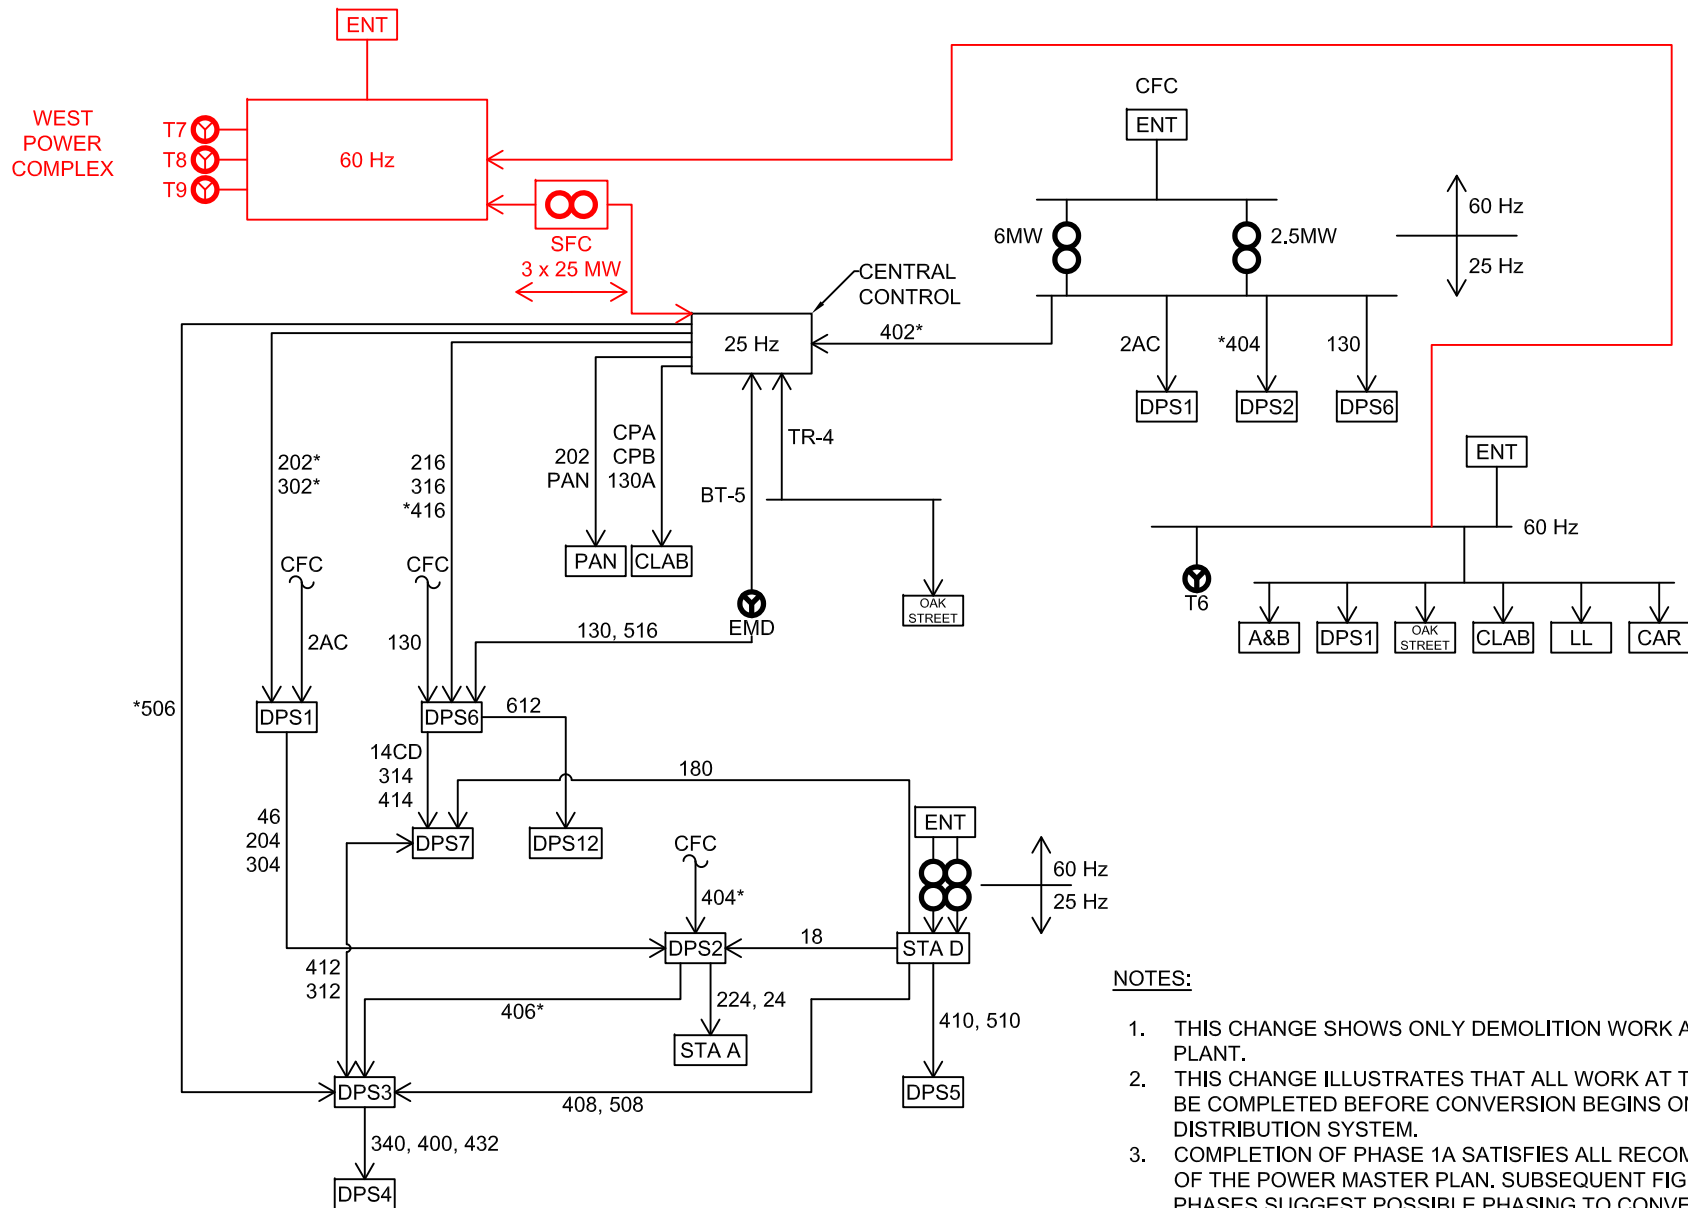 ENT
WEST
POWER
COMPLEX
T7
T8
T9
60 Hz
SFC
3 x 25 MW
CENTRAL
CONTROL
25 Hz
402*
CFC
ENT
6MW
2.5MW
60 Hz
25 Hz
2AC
*404
130
DPS1
DPS2
DPS6
ENT
60 Hz
T6
A&B
DPS1
OAK
STREET
CLAB
LL
CAR
202*
302*
216
316
*416
202
PAN
CPA
CPB
130A
BT-5
TR-4
PAN
CLAB
OAK
STREET
EMD
CFC
CFC
2AC
130
130, 516
*506
DPS1
DPS6
612
14CD
314
414
180
46
204
304
DPS7
DPS12
CFC
404*
ENT
60 Hz
25 Hz
DPS2
18
STA D
412
312
406*
224, 24
STA A
410, 510
DPS5
DPS3
408, 508
340, 400, 432
DPS4
NOTES:
1. THIS CHANGE SHOWS ONLY DEMOLITION WORK A
PLANT.
2. THIS CHANGE ILLUSTRATES THAT ALL WORK AT T
BE COMPLETED BEFORE CONVERSION BEGINS ON
DISTRIBUTION SYSTEM.
3. COMPLETION OF PHASE 1A SATISFIES ALL RECOM
OF THE POWER MASTER PLAN. SUBSEQUENT FIG
PHASES SUGGEST POSSIBLE PHASING TO CONVE